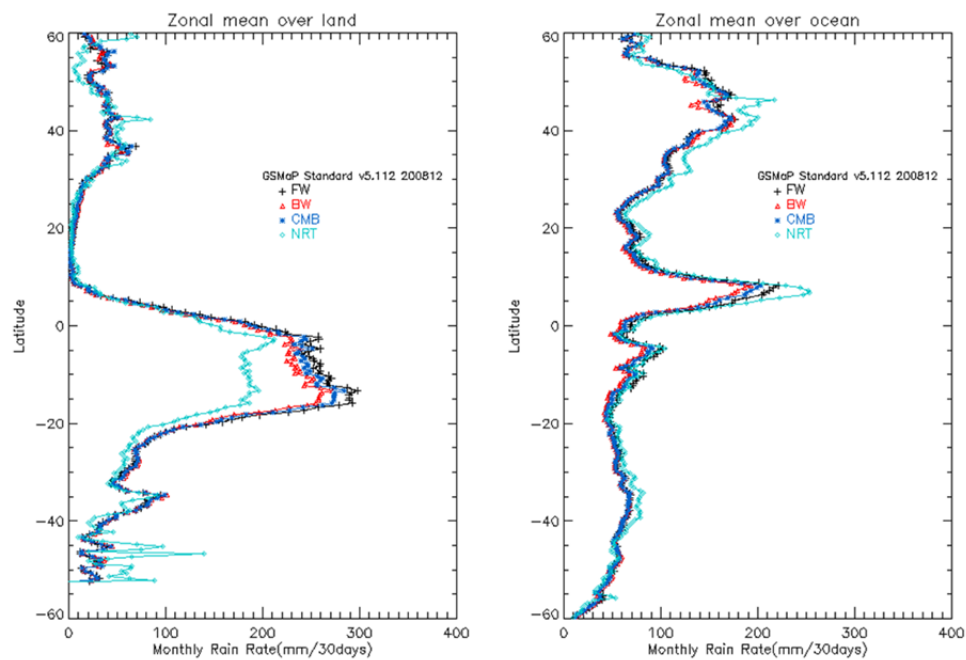 Zonal mean over land
60
40
20
0
-20
-40
-60
Latitude
GSMaP Standard v5.112 200812
FW
BW
CMB
NRT
0 100 200 300 400
Monthly Rain Rate(mm/30days)
Zonal mean over ocean
60
40
20
0
-20
-40
-60
Latitude
GSMaP Standard v5.112 200812
FW
BW
CMB
NRT
0 100 200 300 400
Monthly Rain Rate(mm/30days)